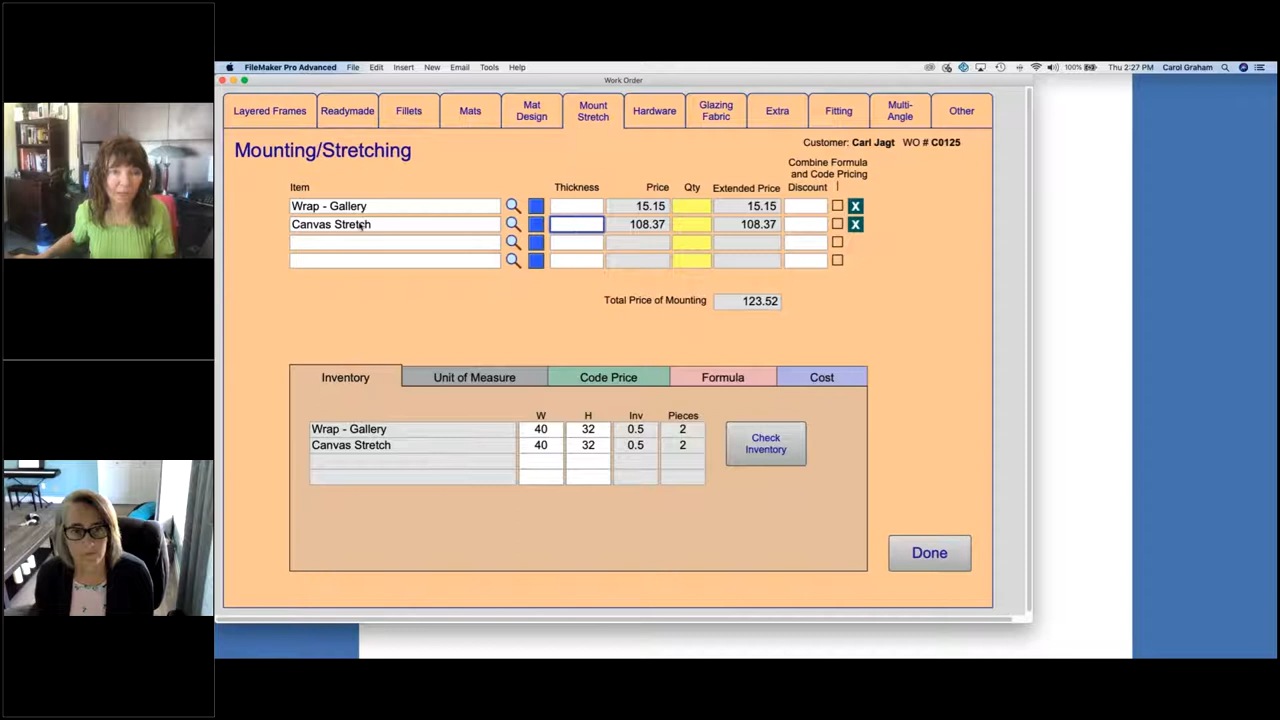 FileMaker Pro Advanced File Edit Insert New Email Tools Help 100% Thu 2:27 PM Carol Graham
Work Order
Layered Frames Readymade Fillets Mats Mat Design Mount Stretch Hardware Glazing Fabric Extra Fitting Multi-Angle Other
Mounting/Stretching
Customer: Carl Jagt WO # C0125
Combine Formula
and Code Pricing
Item Thickness Price Qty Extended Price Discount
Wrap - Gallery 15.15 15.15 X
Canvas Stretch 108.37 108.37 X
Total Price of Mounting 123.52
Inventory Unit of Measure Code Price Formula Cost
W H Inv Pieces
Wrap - Gallery 40 32 0.5 2
Canvas Stretch 40 32 0.5 2
Check
Inventory
Done